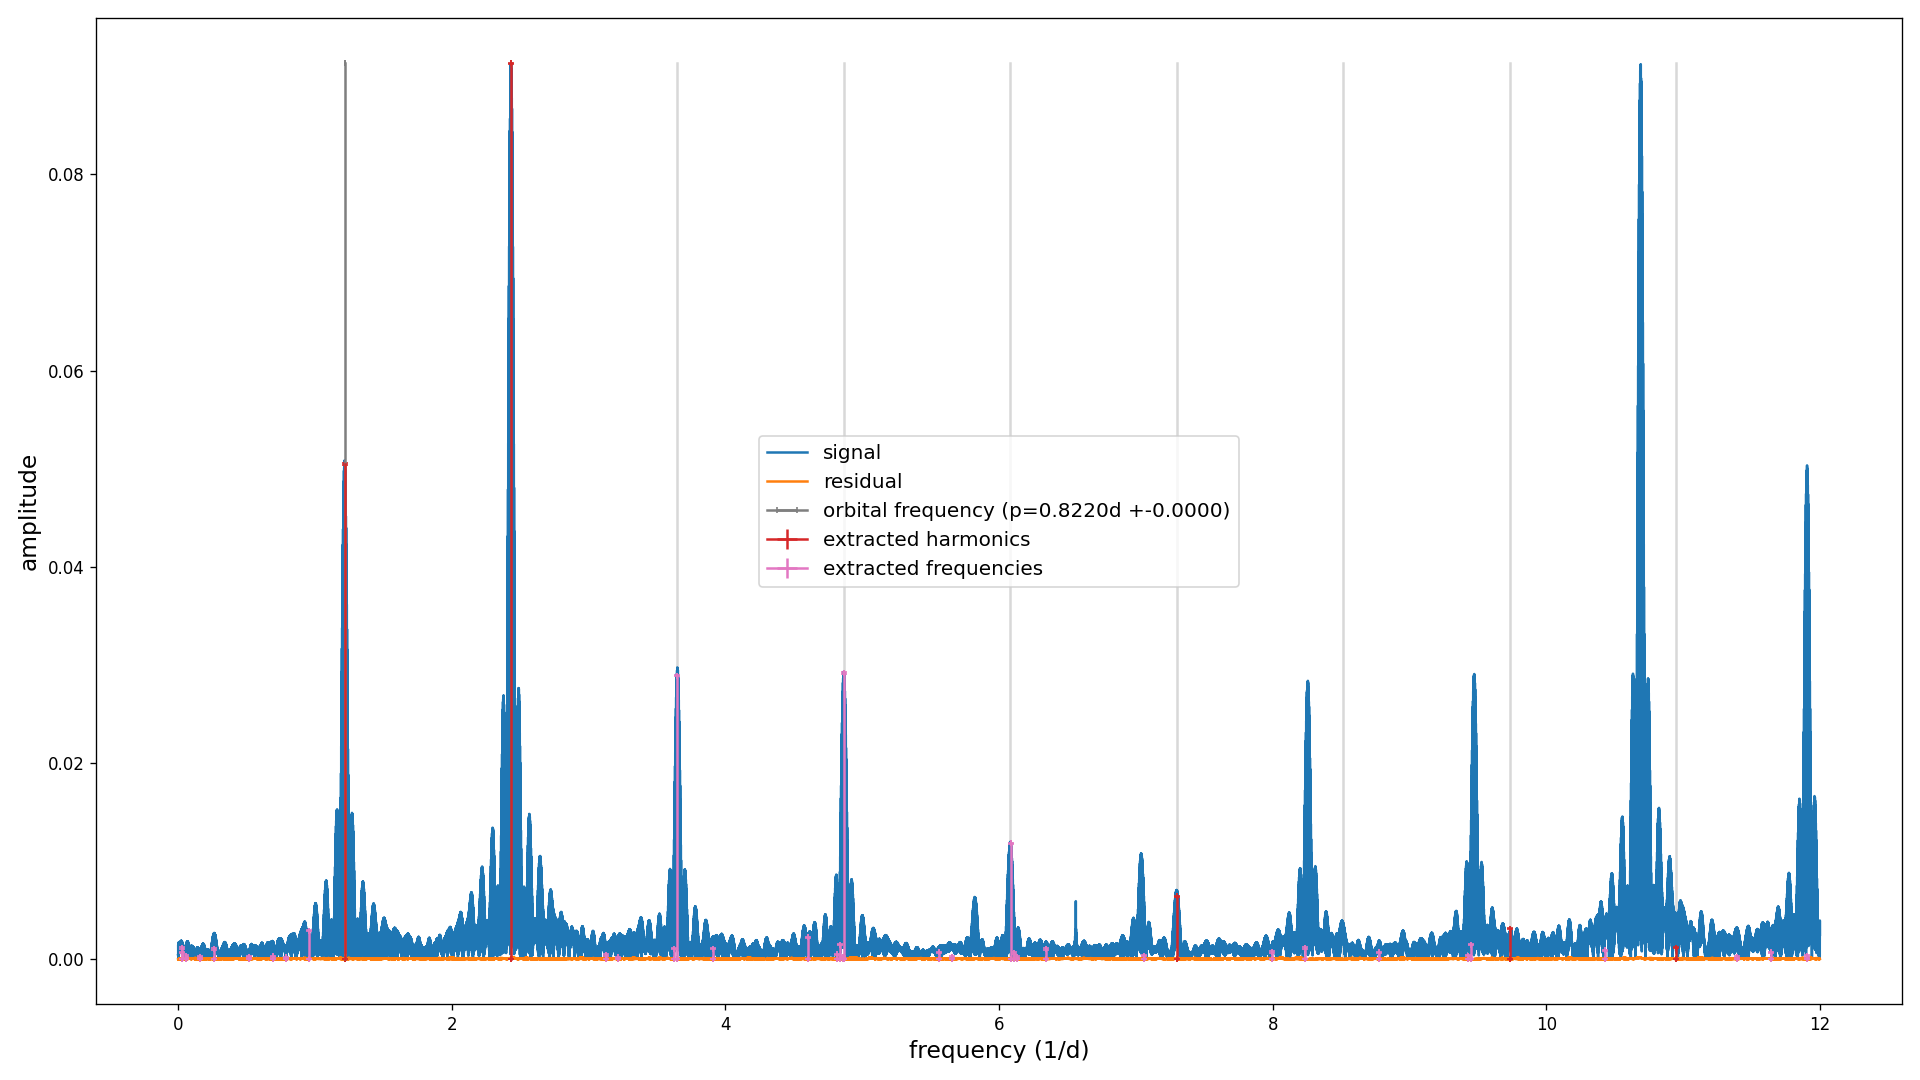 amplitude
0.08
0.06
0.04
0.02
0.00
signal
residual
orbital frequency (p=0.8220d +-0.0000)
extracted harmonics
extracted frequencies
0 2 4 6 8 10 12
frequency (1/d)